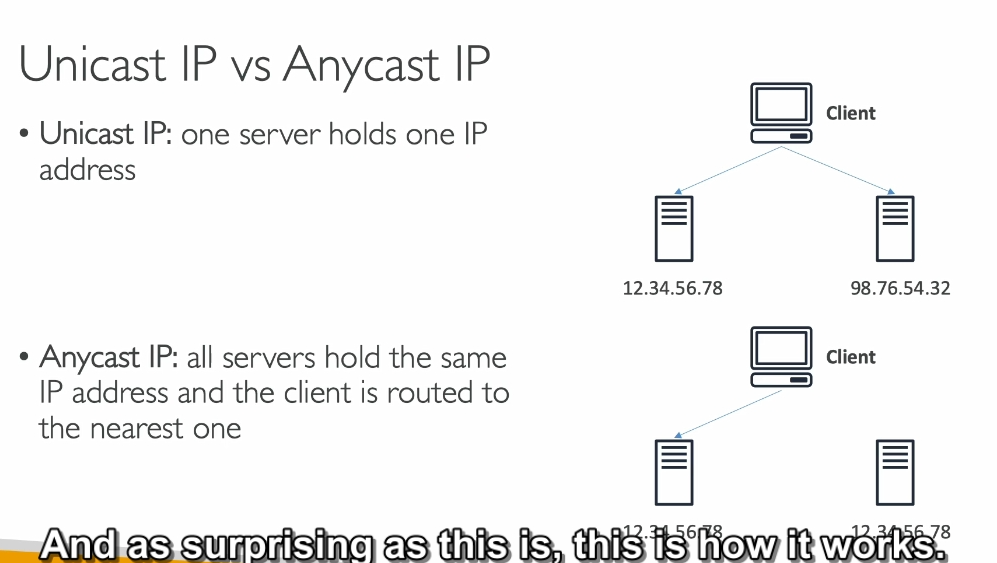 Unicast IP vs Anycast IP
• Unicast IP: one server holds one IP
address
Client
12.34.56.78
98.76.54.32
• Anycast IP: all servers hold the same
IP address and the client is routed to
the nearest one
Client
12.34.56.78
12.34.56.78
And as surprising as this is, this is how it works.